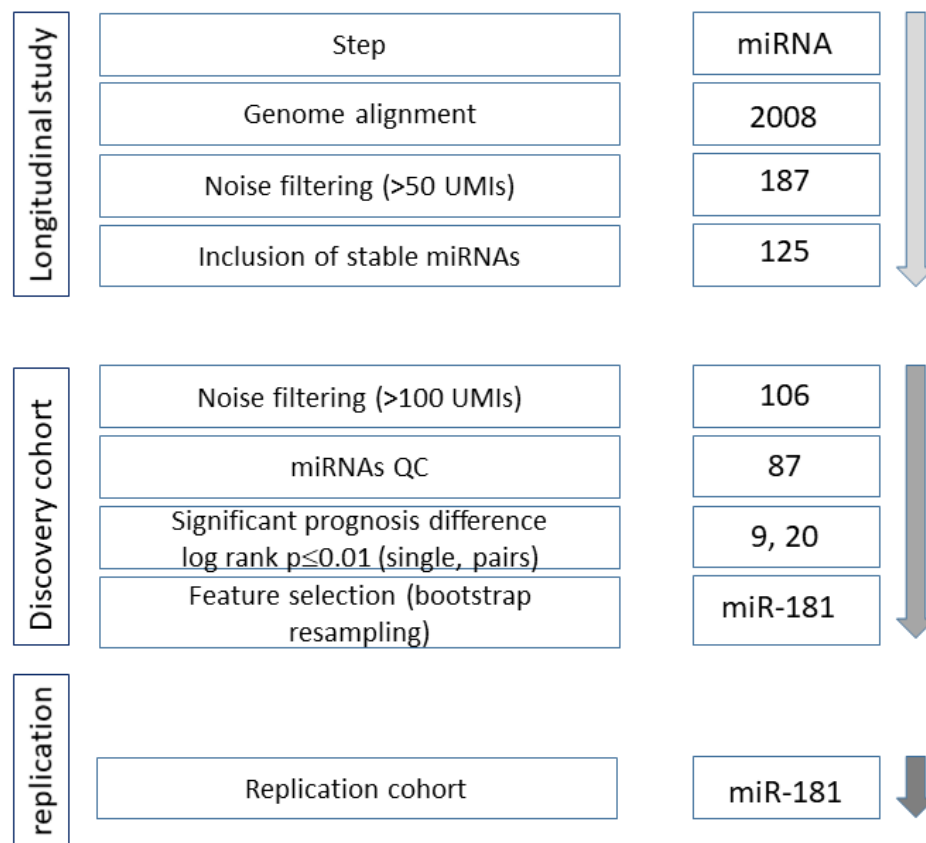 Longitudinal study
Step
miRNA
Genome alignment
2008
Noise filtering (>50 UMIs)
187
Inclusion of stable miRNAs
125
Discovery cohort
Noise filtering (>100 UMIs)
106
miRNAs QC
87
Significant prognosis difference
log rank p≤0.01 (single, pairs)
9, 20
Feature selection (bootstrap
resampling)
miR-181
replication
Replication cohort
miR-181